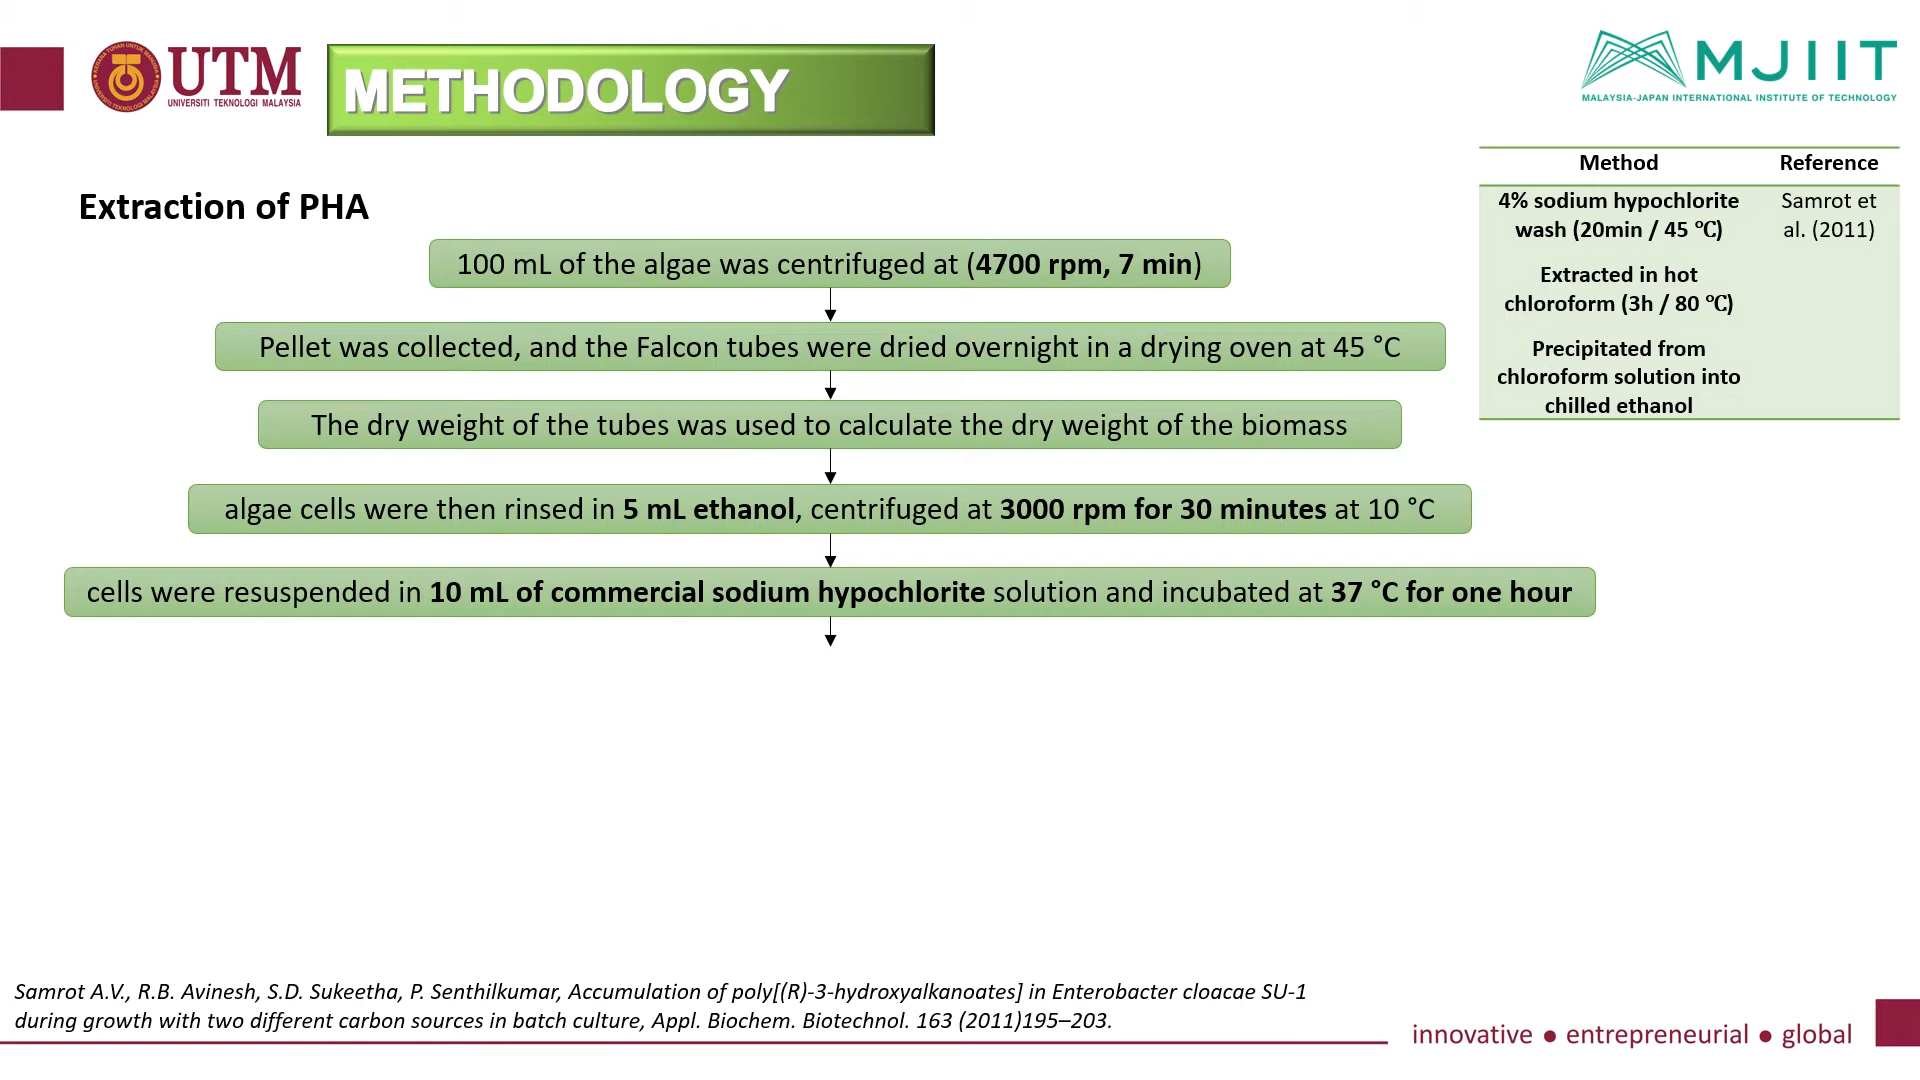 UTM
UNIVERSITI TEKNOLOGI MALAYSIA
METHODOLOGY
MJIIT
MALAYSIA-JAPAN INTERNATIONAL INSTITUTE OF TECHNOLOGY
Extraction of PHA
100 mL of the algae was centrifuged at (4700 rpm, 7 min)
Pellet was collected, and the Falcon tubes were dried overnight in a drying oven at 45 °C
The dry weight of the tubes was used to calculate the dry weight of the biomass
algae cells were then rinsed in 5 mL ethanol, centrifuged at 3000 rpm for 30 minutes at 10 °C
cells were resuspended in 10 mL of commercial sodium hypochlorite solution and incubated at 37 °C for one hour
Method Reference
4% sodium hypochlorite Samrot et
wash (20min / 45 ℃) al. (2011)
Extracted in hot
chloroform (3h / 80 ℃)
Precipitated from
chloroform solution into
chilled ethanol
Samrot A.V., R.B. Avinesh, S.D. Sukeetha, P. Senthilkumar, Accumulation of poly[(R)-3-hydroxyalkanoates] in Enterobacter cloacae SU-1
during growth with two different carbon sources in batch culture, Appl. Biochem. Biotechnol. 163 (2011)195–203.
innovative ● entrepreneurial ● global